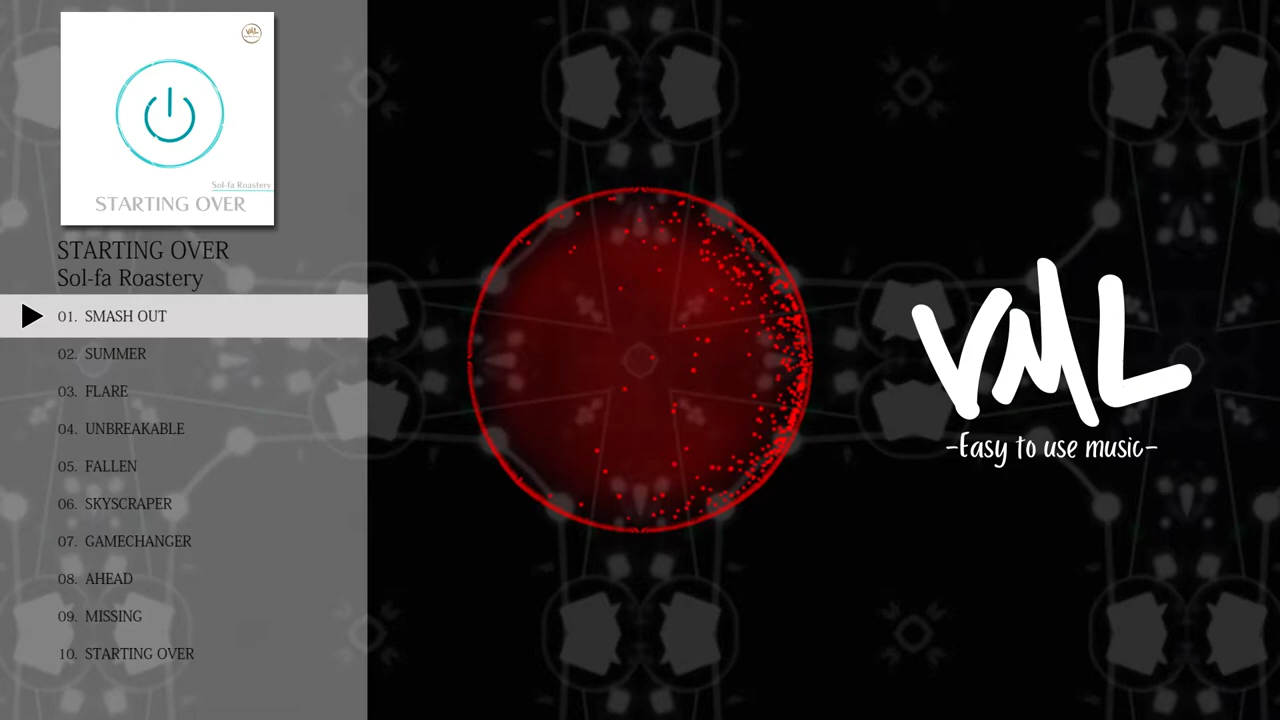 VML
Sol-fa Roastery
STARTING OVER
STARTING OVER
Sol-fa Roastery
01. SMASH OUT
02. SUMMER
03. FLARE
04. UNBREAKABLE
05. FALLEN
06. SKYSCRAPER
07. GAMECHANGER
08. AHEAD
09. MISSING
10. STARTING OVER
VML
-Easy to use music-